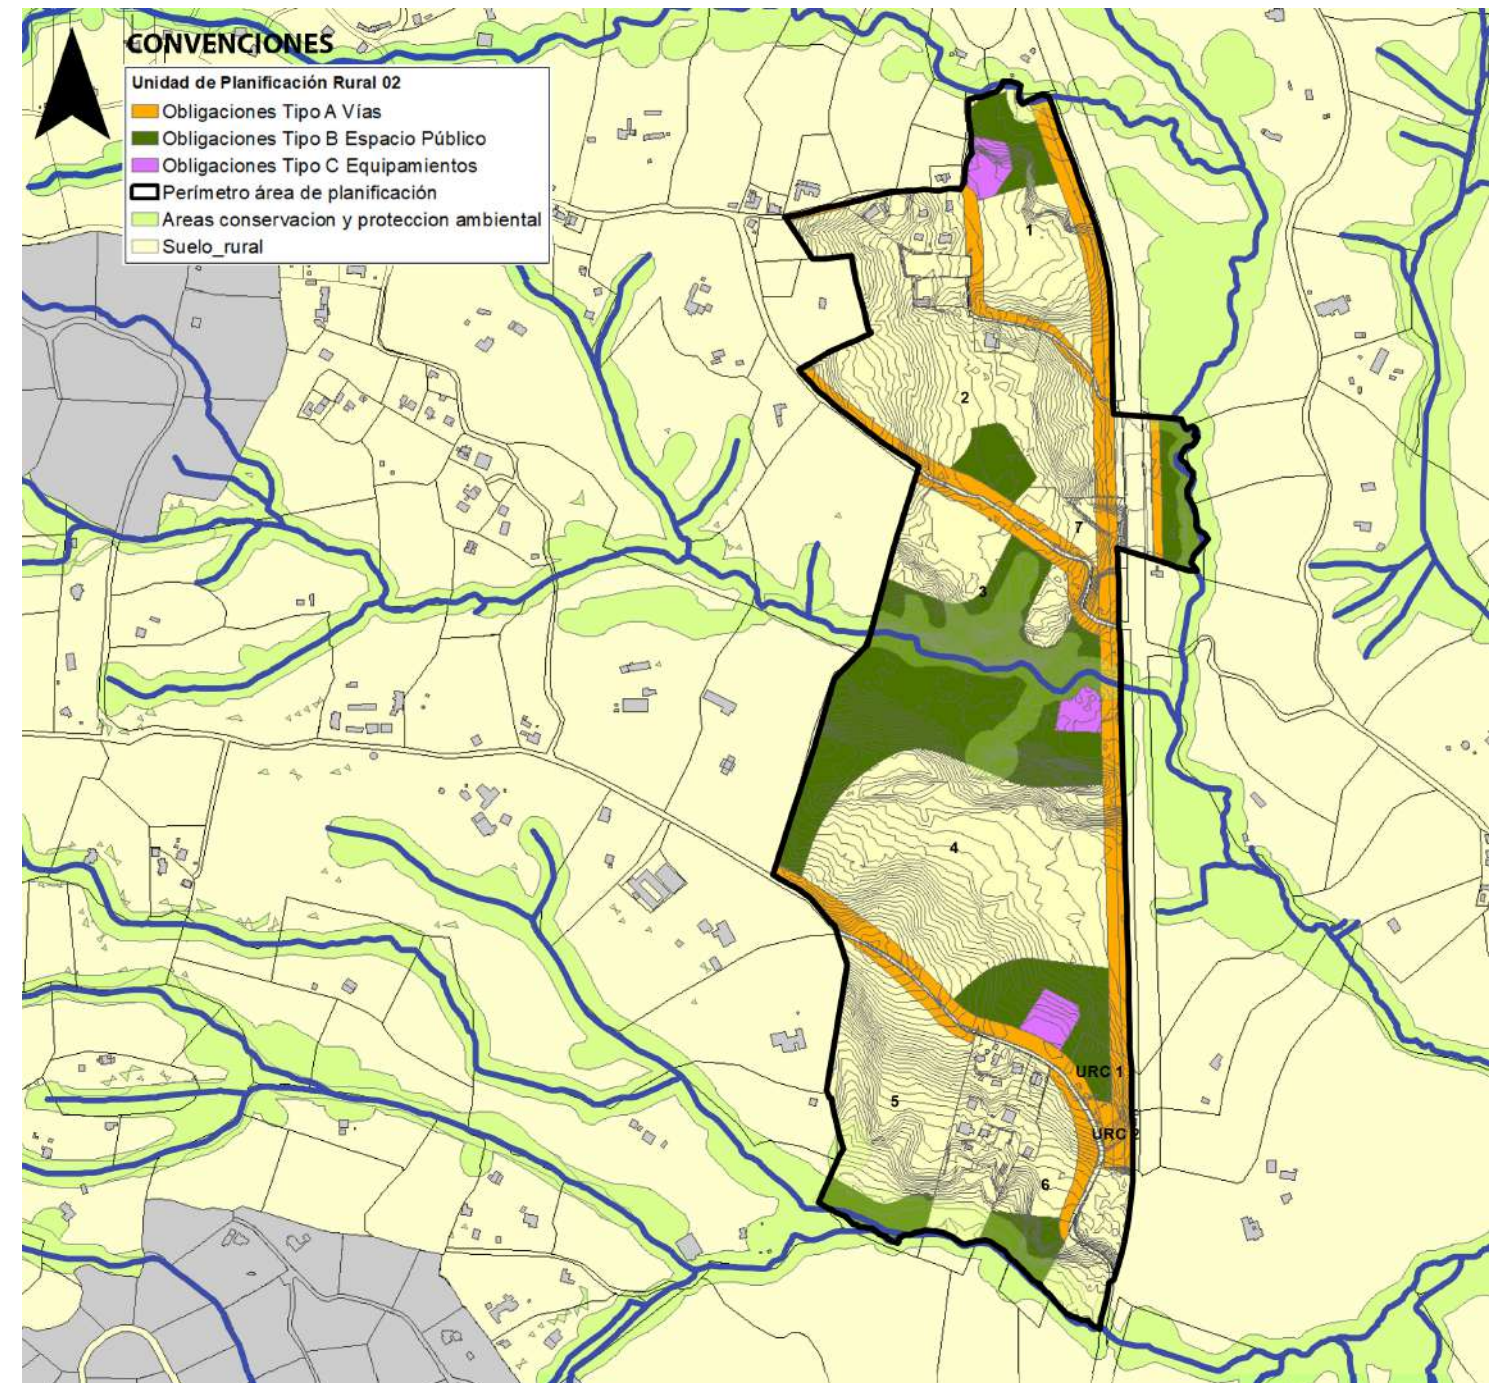 CONVENCIONES
Unidad de Planificación Rural 02
Obligaciones Tipo A Vías
Obligaciones Tipo B Espacio Público
Obligaciones Tipo C Equipamientos
Perímetro área de planificación
Areas conservacion y proteccion ambiental
Suelo_rural
1
2
7
3
4
URC 1
5
URC 2
6